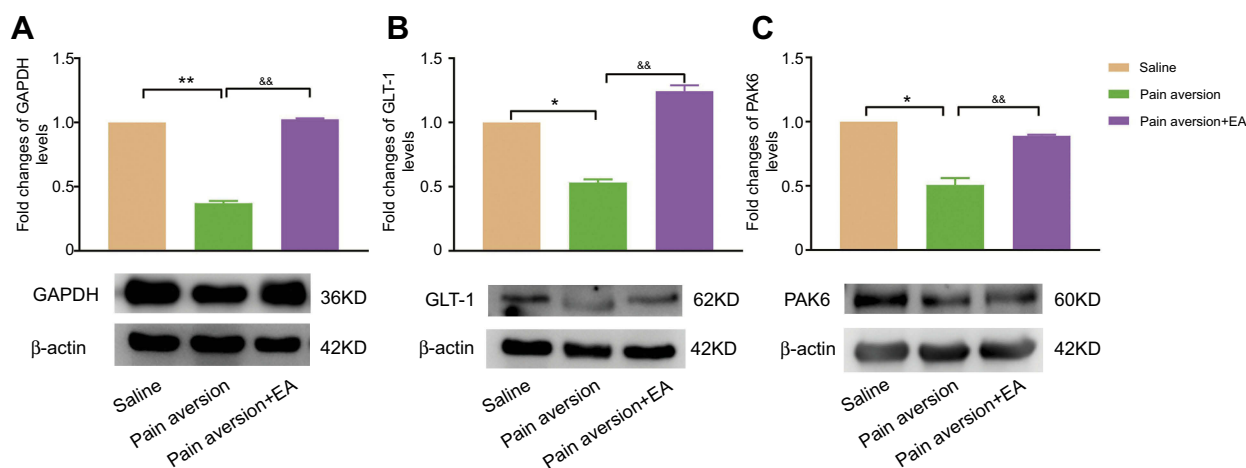 A
Fold changes of GAPDH
levels
1.5
1.0
0.5
0
**
&&
GAPDH
36KD
β-actin
42KD
Saline
Pain aversion
Pain aversion+EA
B
Fold changes of GLT-1
levels
1.5
1.0
0.5
0
*
&&
GLT-1
62KD
β-actin
42KD
Saline
Pain aversion
Pain aversion+EA
C
Fold changes of PAK6
levels
1.5
1.0
0.5
0
*
&&
PAK6
60KD
β-actin
42KD
Saline
Pain aversion
Pain aversion+EA
Saline
Pain aversion
Pain aversion+EA